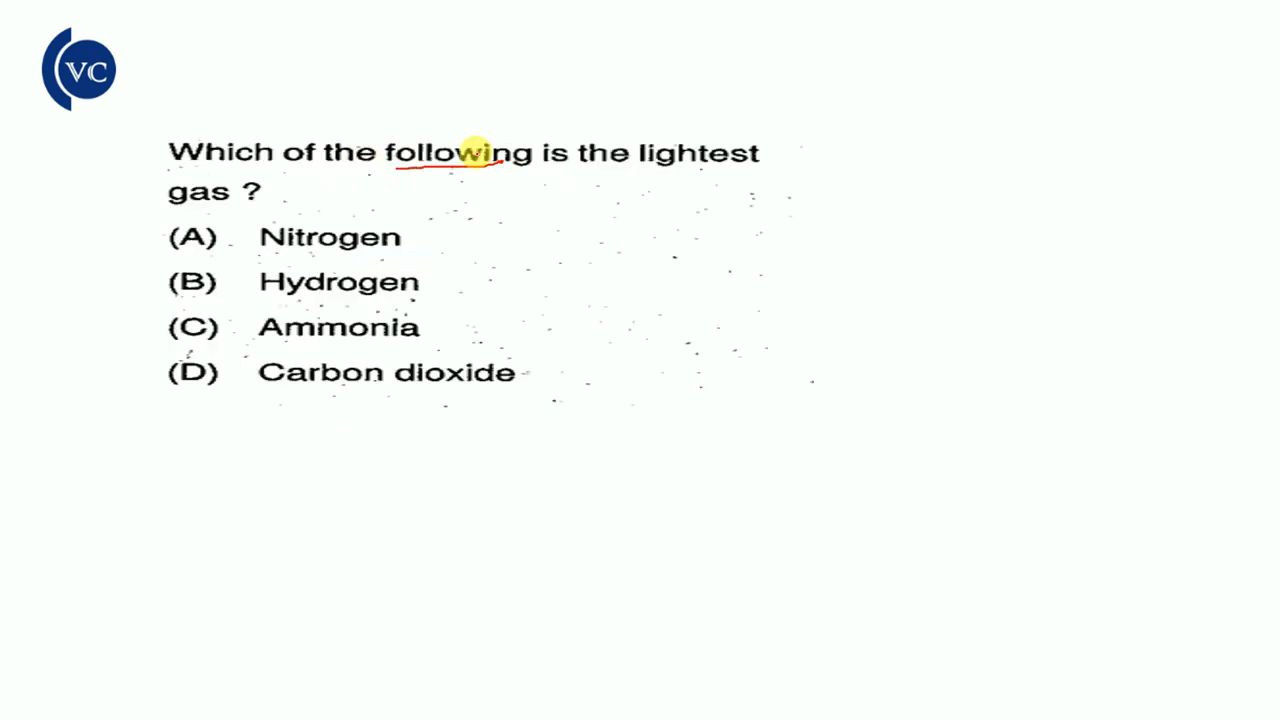 VC
Which of the following is the lightest
gas ?
(A) Nitrogen
(B) Hydrogen
(C) Ammonia
(D) Carbon dioxide